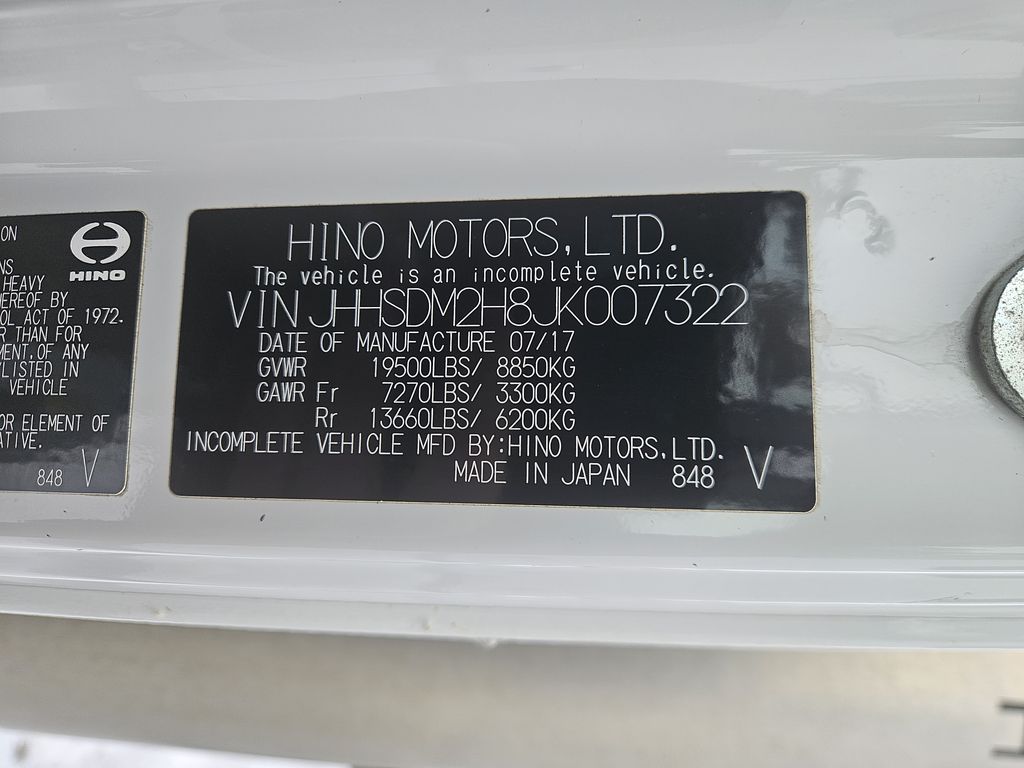 ON
HINO
NS
HEAVY
EREOF BY
OL ACT OF 1972.
R THAN FOR
MENT, OF ANY
LISTED IN
VEHICLE
OR ELEMENT OF
ATIVE.
848 V
HINO MOTORS, LTD.
The vehicle is an incomplete vehicle.
VIN JHHSDM2H8JK007322
DATE OF MANUFACTURE 07/17
GVWR 19500LBS/ 8850KG
GAWR Fr 7270LBS/ 3300KG
Rr 13660LBS/ 6200KG
INCOMPLETE VEHICLE MFD BY:HINO MOTORS, LTD.
MADE IN JAPAN 848 V